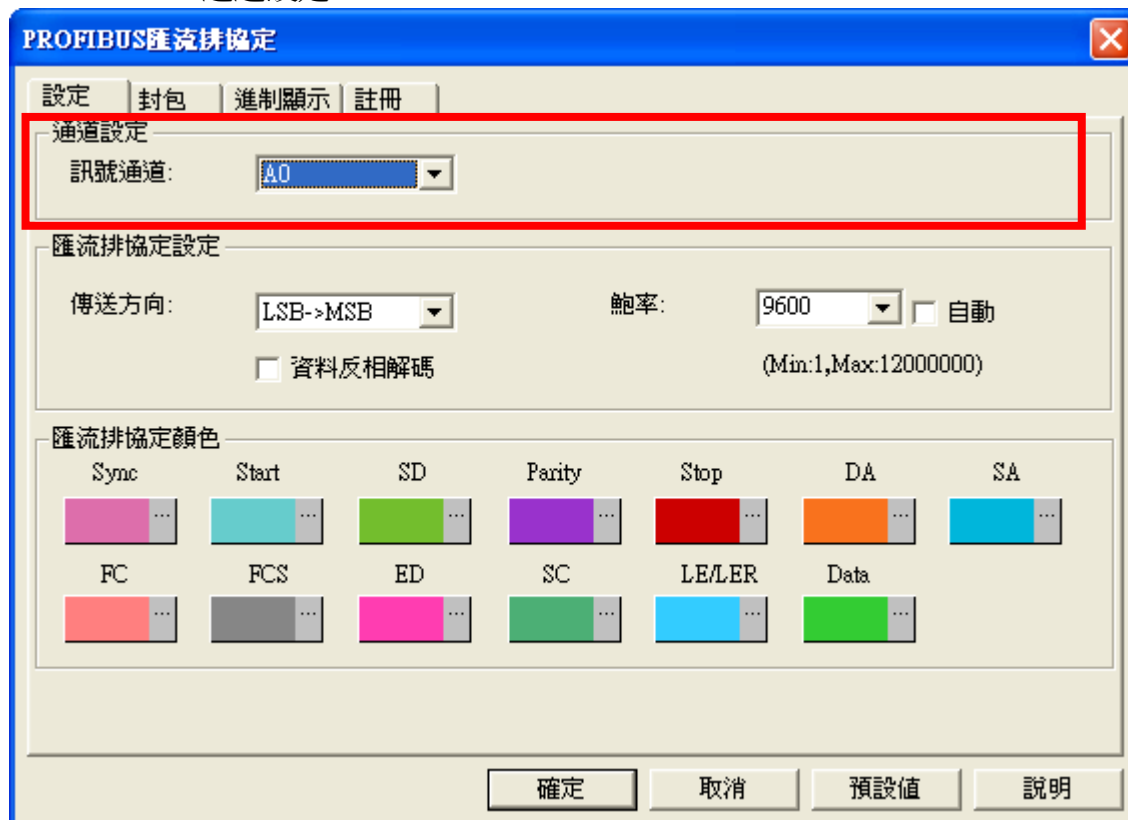 PROFIBUS匯流排協定
設定 封包 進制顯示 註冊
通道設定
訊號通道: A0
匯流排協定設定
傳送方向: LSB->MSB 鮑率: 9600 自動
資料反相解碼 (Min:1,Max:12000000)
匯流排協定顏色
Sync Start SD Parity Stop DA SA
... ... ... ... ... ... ...
FC FCS ED SC LE/LER Data
... ... ... ... ... ...
確定 取消 預設值 說明